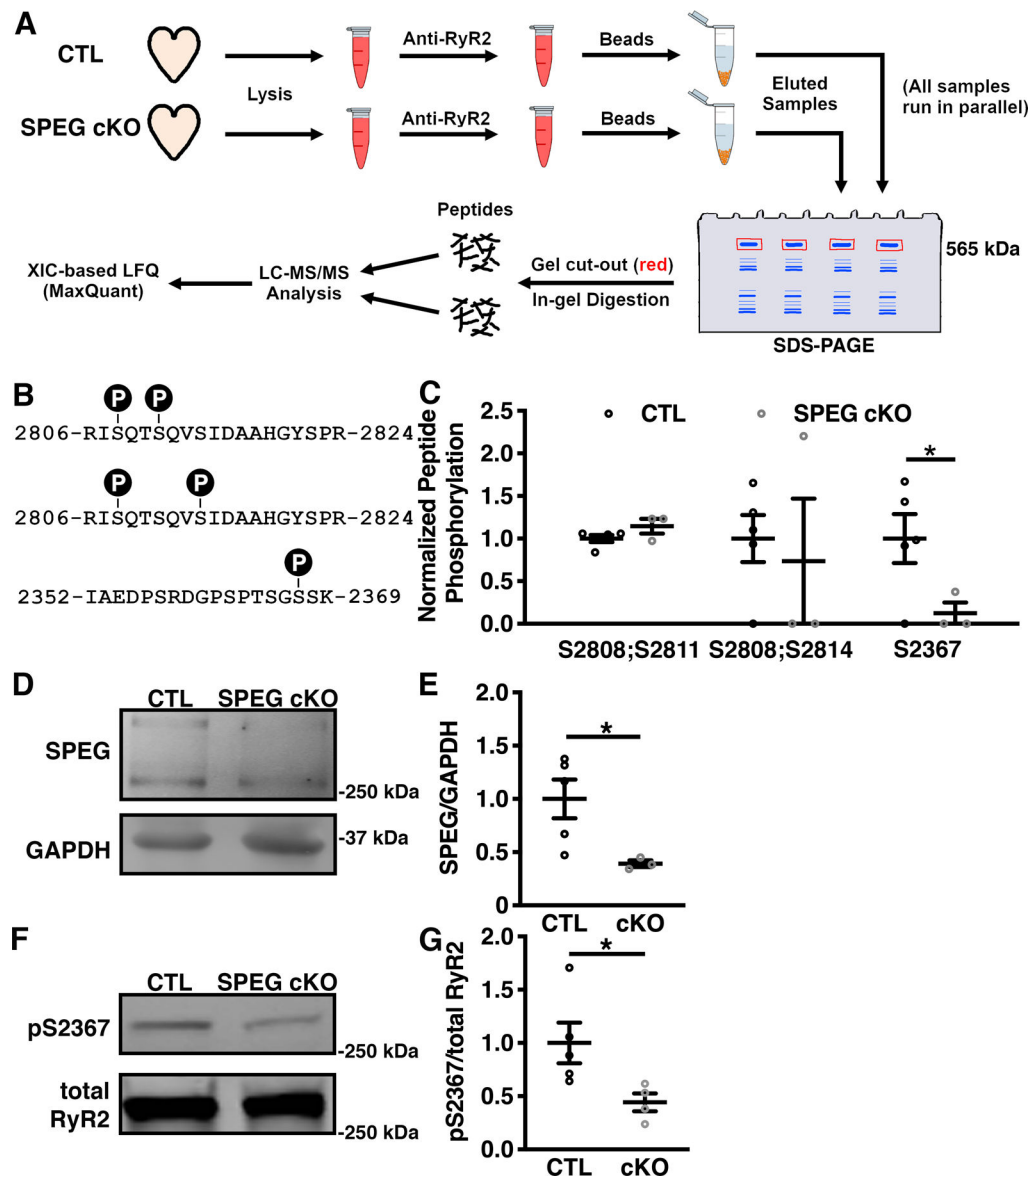 A
CTL
SPEG cKO
Lysis
Anti-RyR2
Anti-RyR2
Beads
Beads
Eluted
Samples
(All samples
run in parallel)
565 kDa
SDS-PAGE
Gel cut-out (red)
In-gel Digestion
Peptides
LC-MS/MS
Analysis
XIC-based LFQ
(MaxQuant)
B
P P
2806-RISQTSQVSIDAAHGYSPR-2824
P P
2806-RISQTSQVSIDAAHGYSPR-2824
P
2352-IAEDPSRDGPSPTSGSSK-2369
C
Normalized Peptide
Phosphorylation
2.5
2.0
1.5
1.0
0.5
0.0
CTL
SPEG cKO
*
S2808;S2811
S2808;S2814
S2367
D
CTL SPEG cKO
SPEG
-250 kDa
GAPDH
-37 kDa
E
SPEG/GAPDH
2.0
1.5
1.0
0.5
0
*
CTL cKO
F
CTL SPEG cKO
pS2367
-250 kDa
total
RyR2
-250 kDa
G
pS2367/total RyR2
2.0
1.5
1.0
0.5
0.0
*
CTL cKO